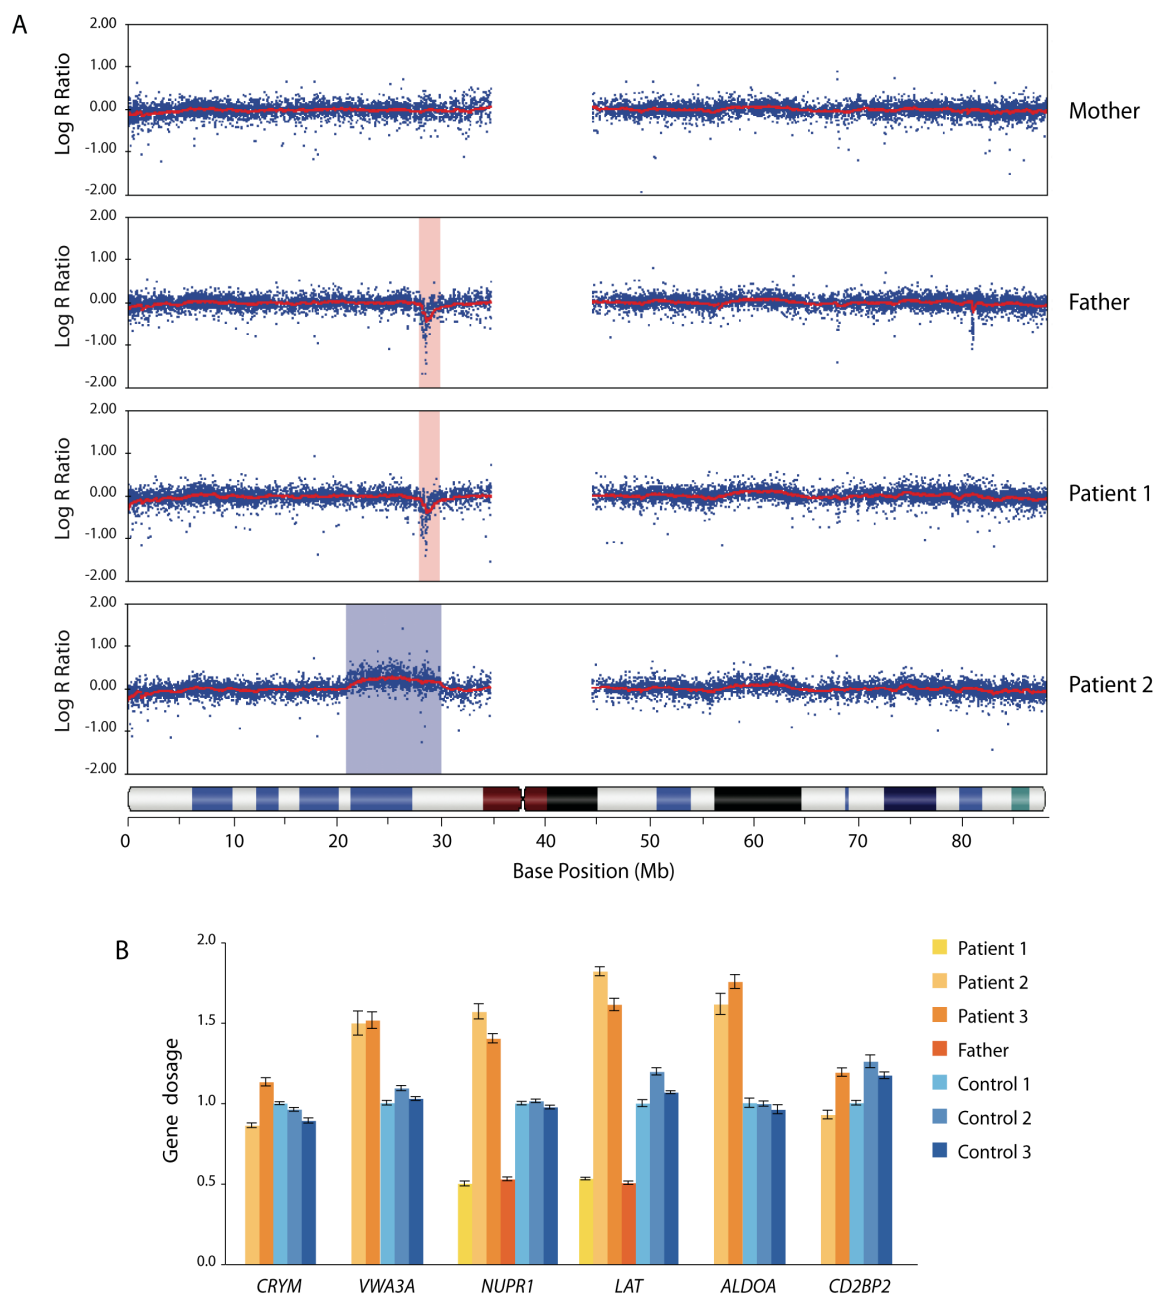 A
2.00
1.00
0.00
-1.00
-2.00
Log R Ratio
Mother
2.00
1.00
0.00
-1.00
-2.00
Log R Ratio
Father
2.00
1.00
0.00
-1.00
-2.00
Log R Ratio
Patient 1
2.00
1.00
0.00
-1.00
-2.00
Log R Ratio
Patient 2
0 10 20 30 40 50 60 70 80
Base Position (Mb)
B
2.0
1.5
1.0
0.5
0.0
Gene dosage
CRYM VWA3A NUPR1 LAT ALDOA CD2BP2
Patient 1
Patient 2
Patient 3
Father
Control 1
Control 2
Control 3